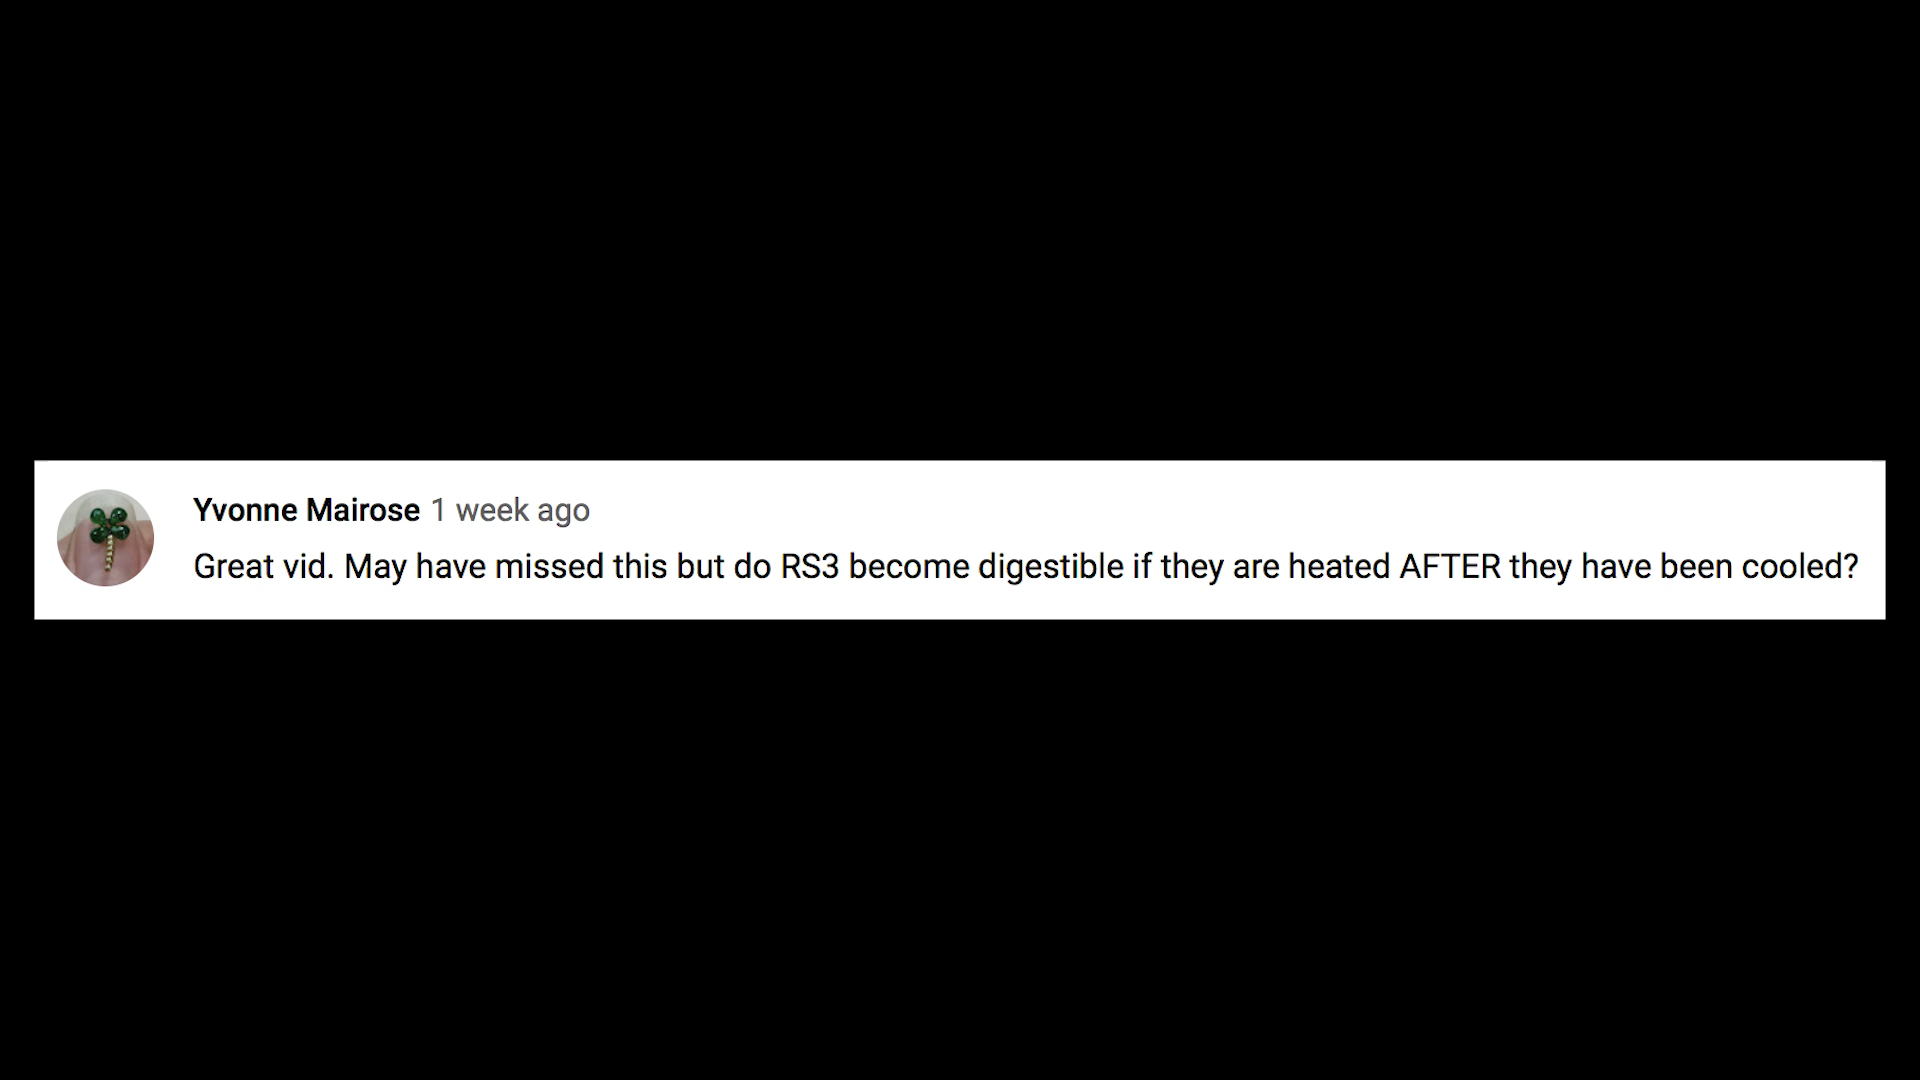 Yvonne Mairose 1 week ago
Great vid. May have missed this but do RS3 become digestible if they are heated AFTER they have been cooled?